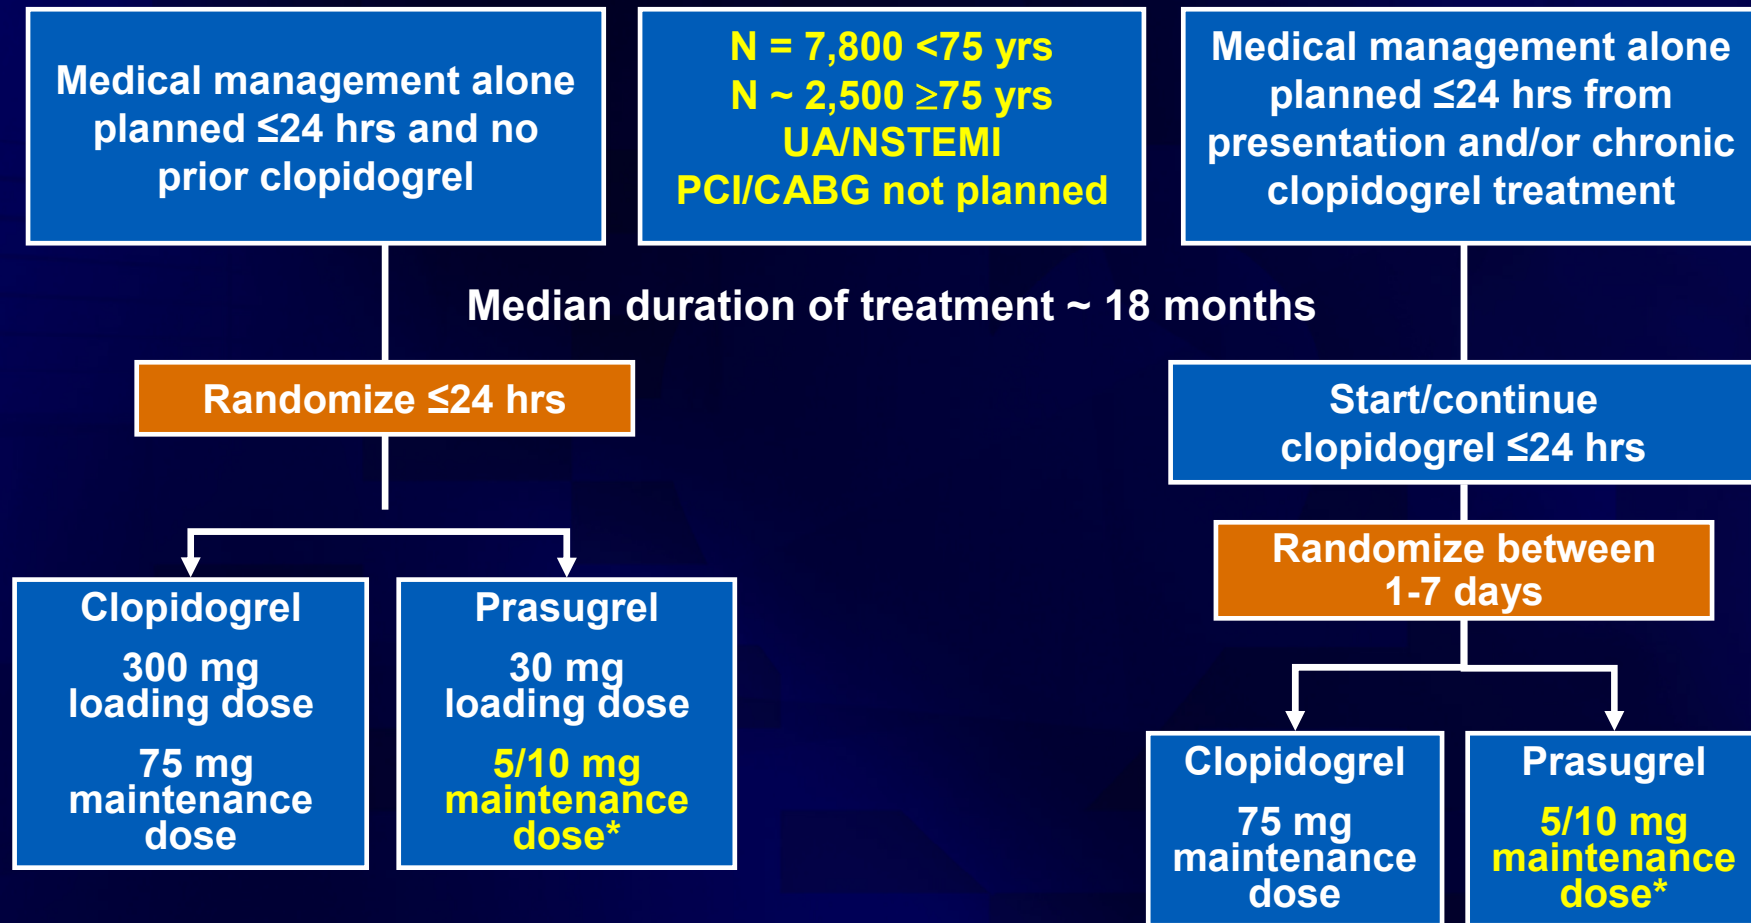 Medical management alone
planned ≤24 hrs and no
prior clopidogrel
N = 7,800 <75 yrs
N ~ 2,500 ≥75 yrs
UA/NSTEMI
PCI/CABG not planned
Medical management alone
planned ≤24 hrs from
presentation and/or chronic
clopidogrel treatment
Median duration of treatment ~ 18 months
Randomize ≤24 hrs
Start/continue
clopidogrel ≤24 hrs
Randomize between
1-7 days
Clopidogrel
300 mg
loading dose
75 mg
maintenance
dose
Prasugrel
30 mg
loading dose
5/10 mg
maintenance
dose*
Clopidogrel
75 mg
maintenance
dose
Prasugrel
5/10 mg
maintenance
dose*